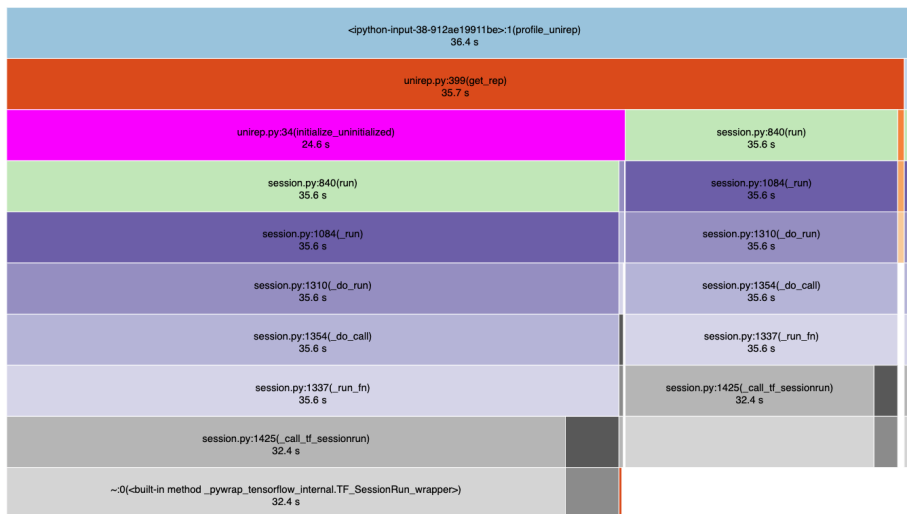 <ipython-input-38-912ae19911be>:1(profile_unirep)
36.4 s
unirep.py:399(get_rep)
35.7 s
unirep.py:34(initialize_uninitialized)
24.6 s
session.py:840(run)
35.6 s
session.py:840(run)
35.6 s
session.py:1084(_run)
35.6 s
session.py:1084(_run)
35.6 s
session.py:1310(_do_run)
35.6 s
session.py:1310(_do_run)
35.6 s
session.py:1354(_do_call)
35.6 s
session.py:1354(_do_call)
35.6 s
session.py:1337(_run_fn)
35.6 s
session.py:1337(_run_fn)
35.6 s
session.py:1425(_call_tf_sessionrun)
32.4 s
session.py:1425(_call_tf_sessionrun)
32.4 s
~:0(<built-in method _pywrap_tensorflow_internal.TF_SessionRun_wrapper>)
32.4 s